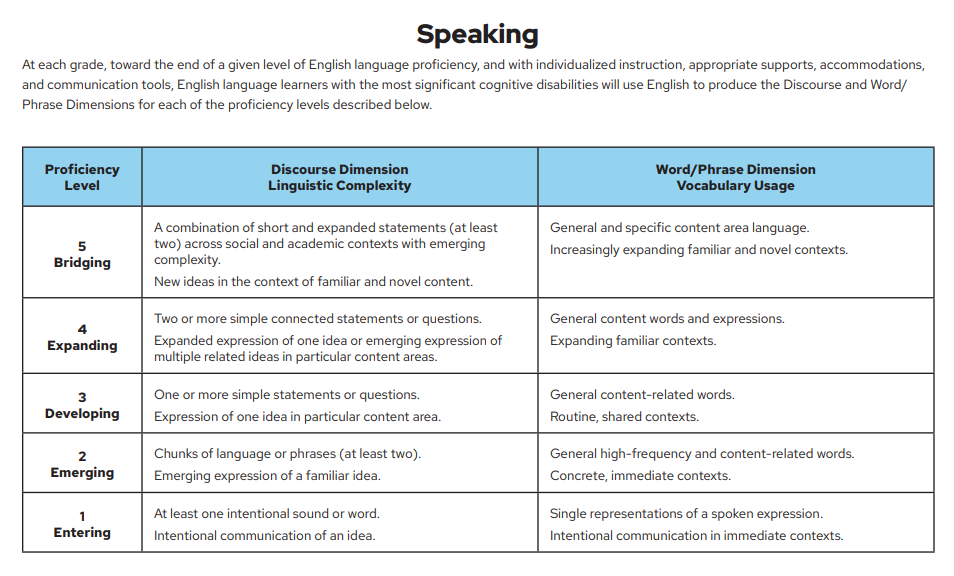 Speaking
At each grade, toward the end of a given level of English language proficiency, and with individualized instruction, appropriate supports, accommodations,
and communication tools, English language learners with the most significant cognitive disabilities will use English to produce the Discourse and Word/
Phrase Dimensions for each of the proficiency levels described below.
Proficiency
Level
Discourse Dimension
Linguistic Complexity
Word/Phrase Dimension
Vocabulary Usage
5
Bridging
A combination of short and expanded statements (at least
two) across social and academic contexts with emerging
complexity.
New ideas in the context of familiar and novel content.
General and specific content area language.
Increasingly expanding familiar and novel contexts.
4
Expanding
Two or more simple connected statements or questions.
Expanded expression of one idea or emerging expression of
multiple related ideas in particular content areas.
General content words and expressions.
Expanding familiar contexts.
3
Developing
One or more simple statements or questions.
Expression of one idea in particular content area.
General content-related words.
Routine, shared contexts.
2
Emerging
Chunks of language or phrases (at least two).
Emerging expression of a familiar idea.
General high-frequency and content-related words.
Concrete, immediate contexts.
1
Entering
At least one intentional sound or word.
Intentional communication of an idea.
Single representations of a spoken expression.
Intentional communication in immediate contexts.